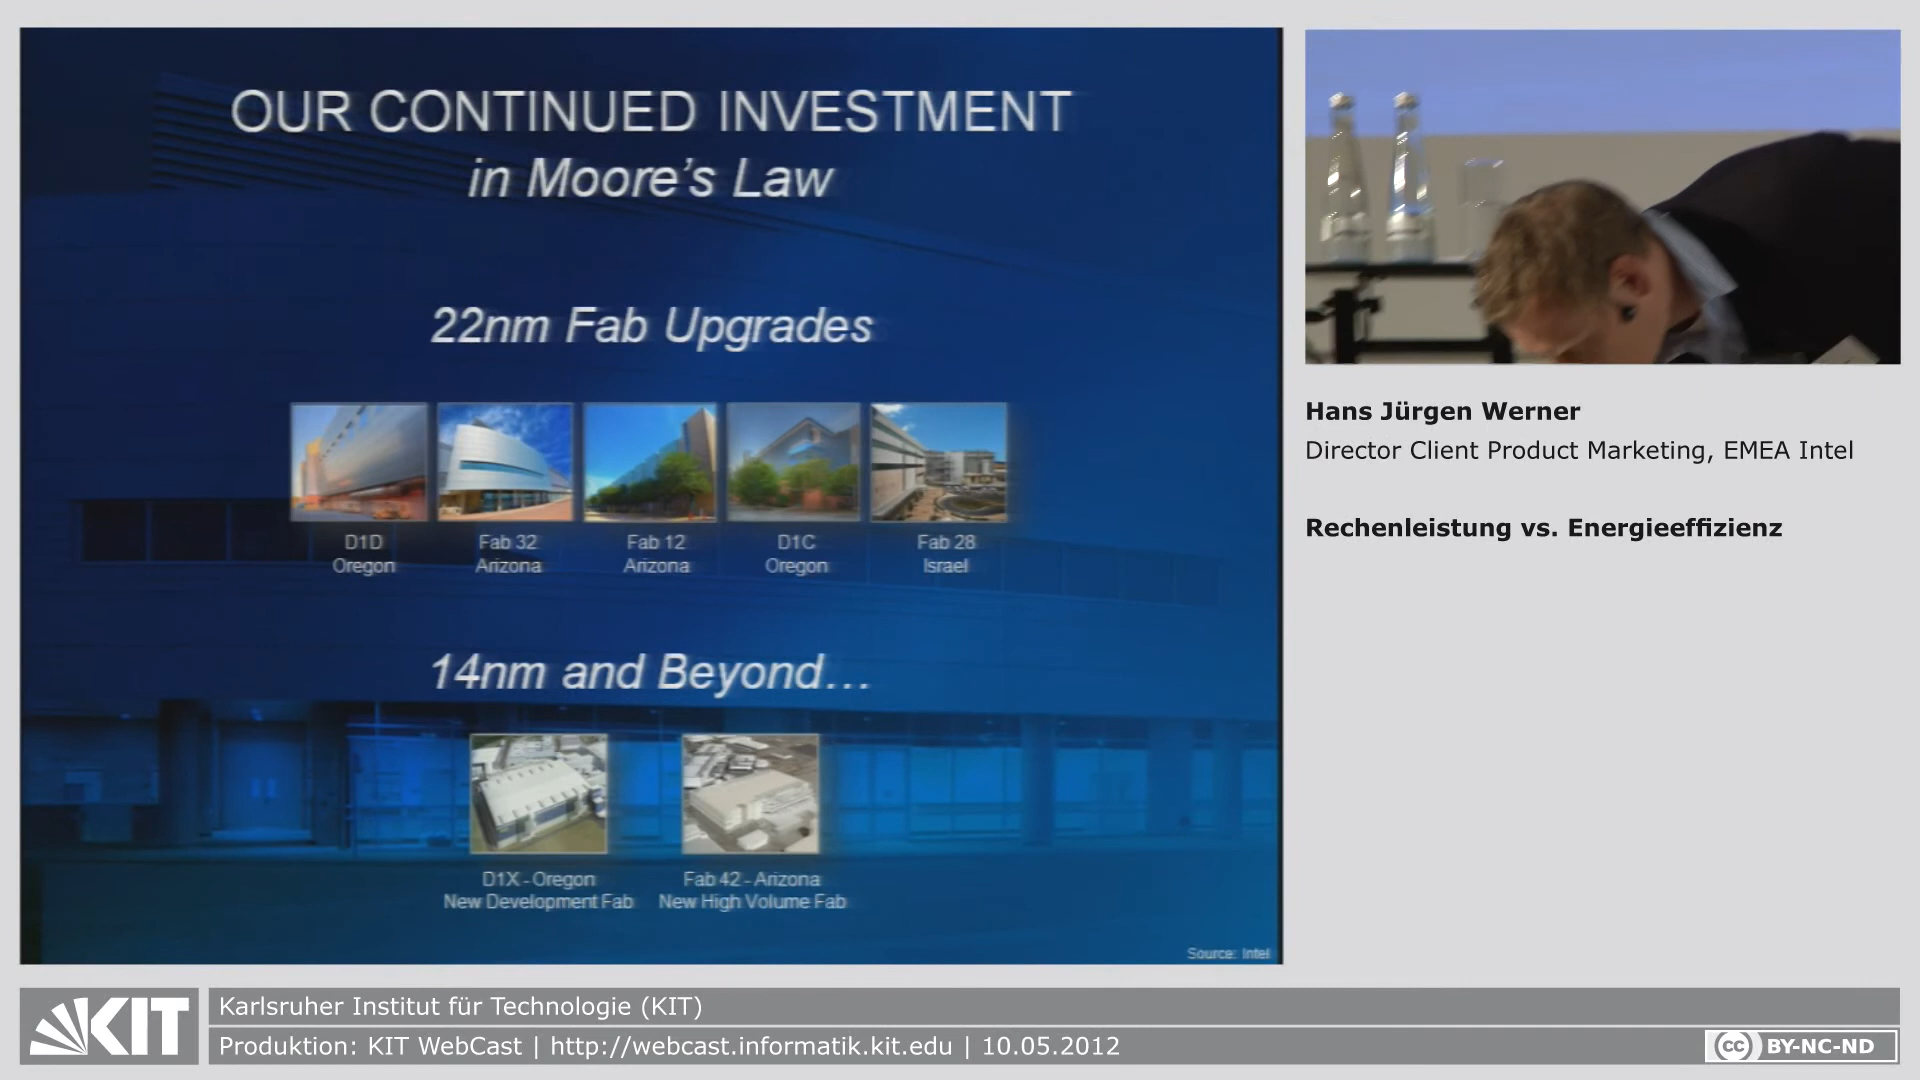 OUR CONTINUED INVESTMENT
in Moore's Law
22nm Fab Upgrades
D1D
Oregon
Fab 32
Arizona
Fab 12
Arizona
D1C
Oregon
Fab 28
Israel
14nm and Beyond...
D1X - Oregon
New Development Fab
Fab 42 - Arizona
New High Volume Fab
Source: Intel
Hans Jürgen Werner
Director Client Product Marketing, EMEA Intel
Rechenleistung vs. Energieeffizienz
KIT
Karlsruher Institut für Technologie (KIT)
Produktion: KIT WebCast | http://webcast.informatik.kit.edu | 10.05.2012
cc BY-NC-ND